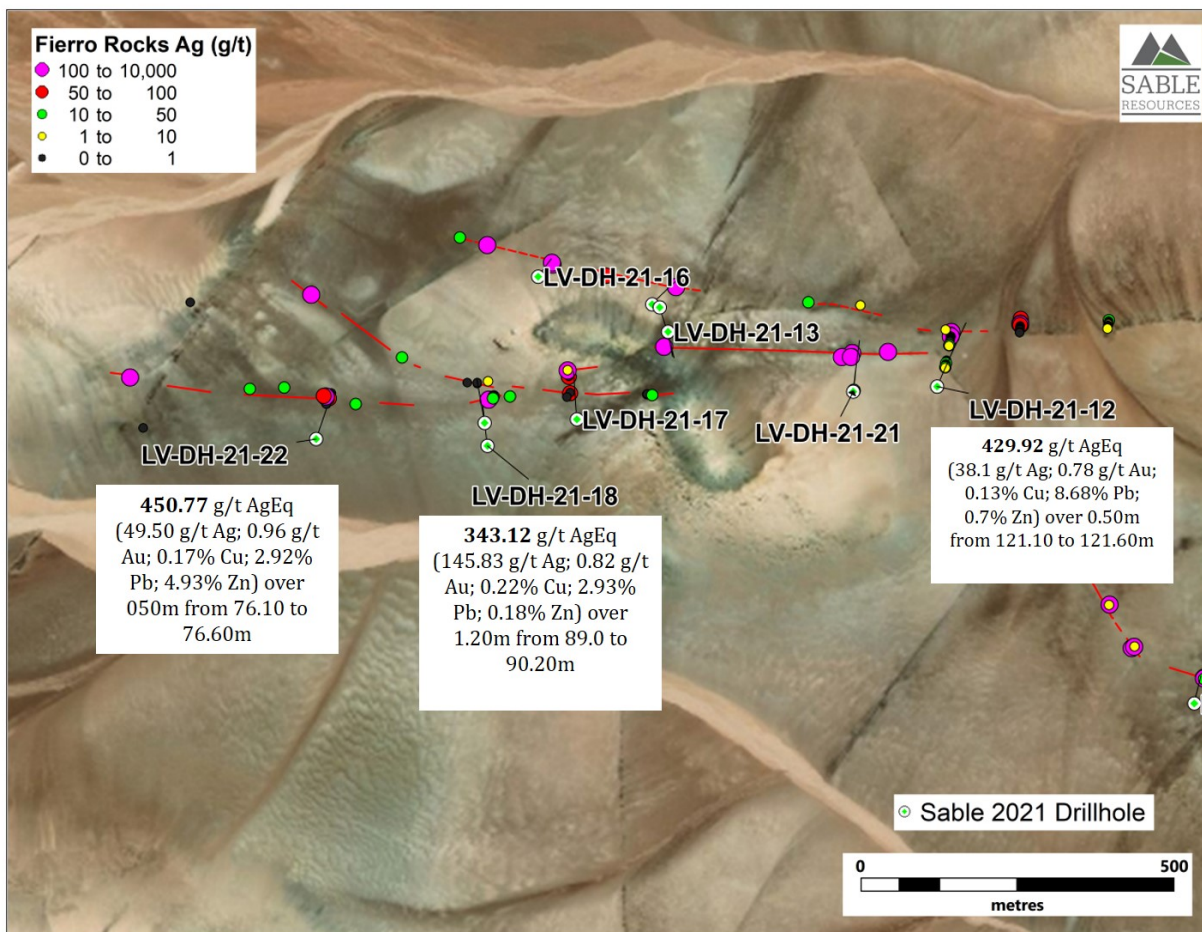 Fierro Rocks Ag (g/t)
100 to 10,000
50 to 100
10 to 50
1 to 10
0 to 1
SABLE
RESOURCES
LV-DH-21-16
LV-DH-21-13
LV-DH-21-12
LV-DH-21-17
LV-DH-21-21
LV-DH-21-22
LV-DH-21-18
450.77 g/t AgEq
(49.50 g/t Ag; 0.96 g/t
Au; 0.17% Cu; 2.92%
Pb; 4.93% Zn) over
050m from 76.10 to
76.60m
343.12 g/t AgEq
(145.83 g/t Ag; 0.82 g/t
Au; 0.22% Cu; 2.93%
Pb; 0.18% Zn) over
1.20m from 89.0 to
90.20m
429.92 g/t AgEq
(38.1 g/t Ag; 0.78 g/t Au;
0.13% Cu; 8.68% Pb;
0.7% Zn) over 0.50m
from 121.10 to 121.60m
Sable 2021 Drillhole
0 500
metres